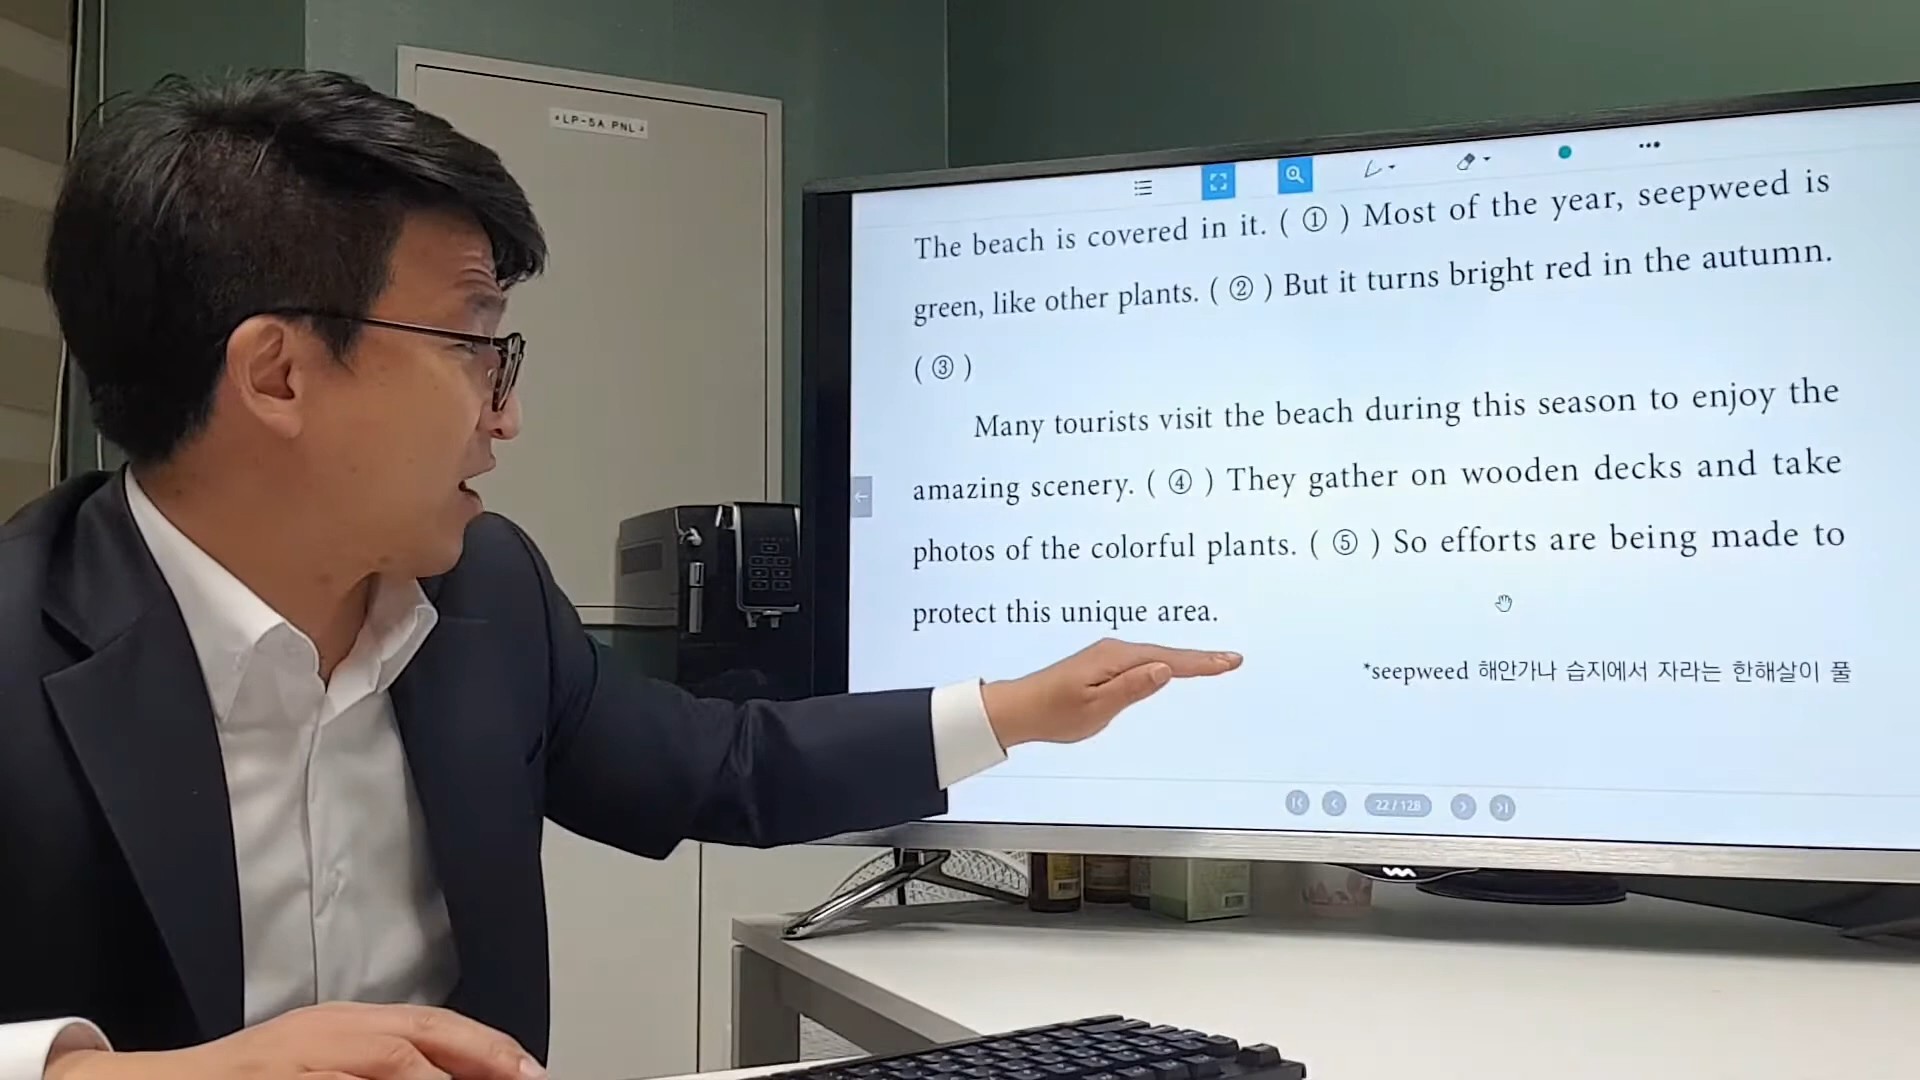 LP-5A PNL
The beach is covered in it. ( ① ) Most of the year, seepweed is
green, like other plants. ( ② ) But it turns bright red in the autumn.
( ③ )
Many tourists visit the beach during this season to enjoy the
amazing scenery. ( ④ ) They gather on wooden decks and take
photos of the colorful plants. ( ⑤ ) So efforts are being made to
protect this unique area.
*seepweed 해안가나 습지에서 자라는 한해살이 풀
22 / 128